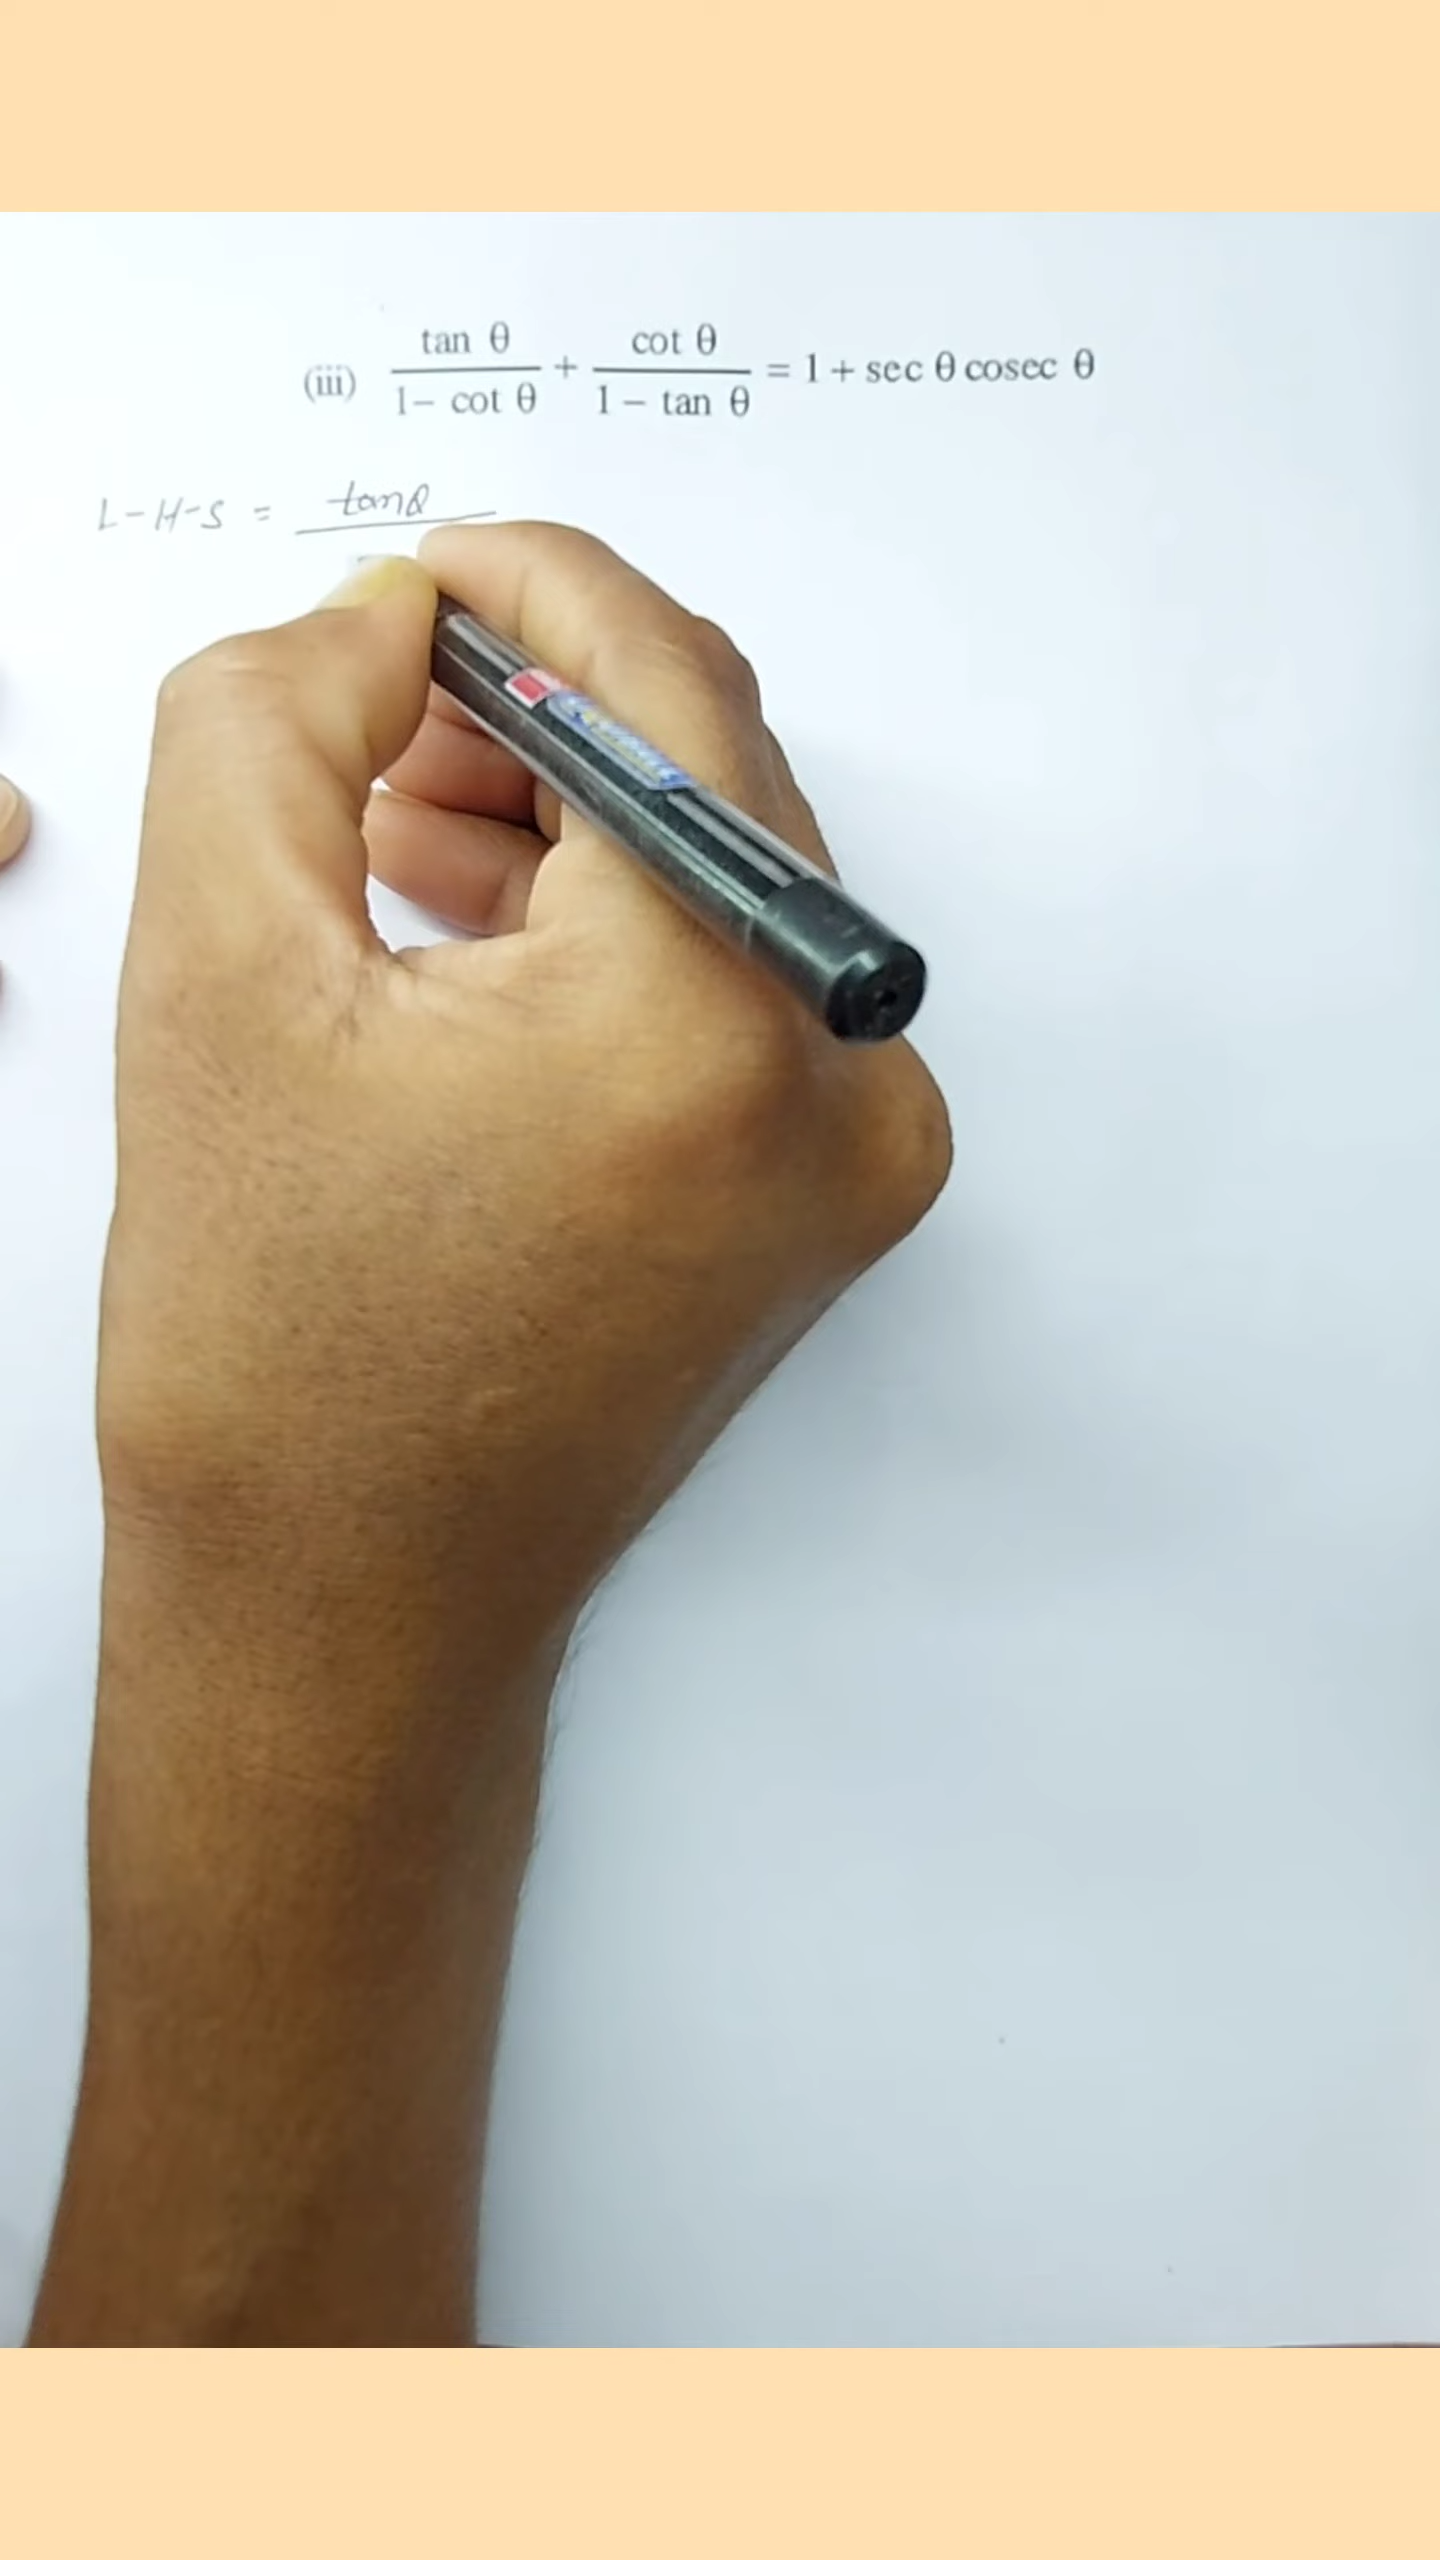 (iii) tan θ / 1− cot θ + cot θ / 1 − tan θ = 1 + sec θ cosec θ
L-H-S = tanθ